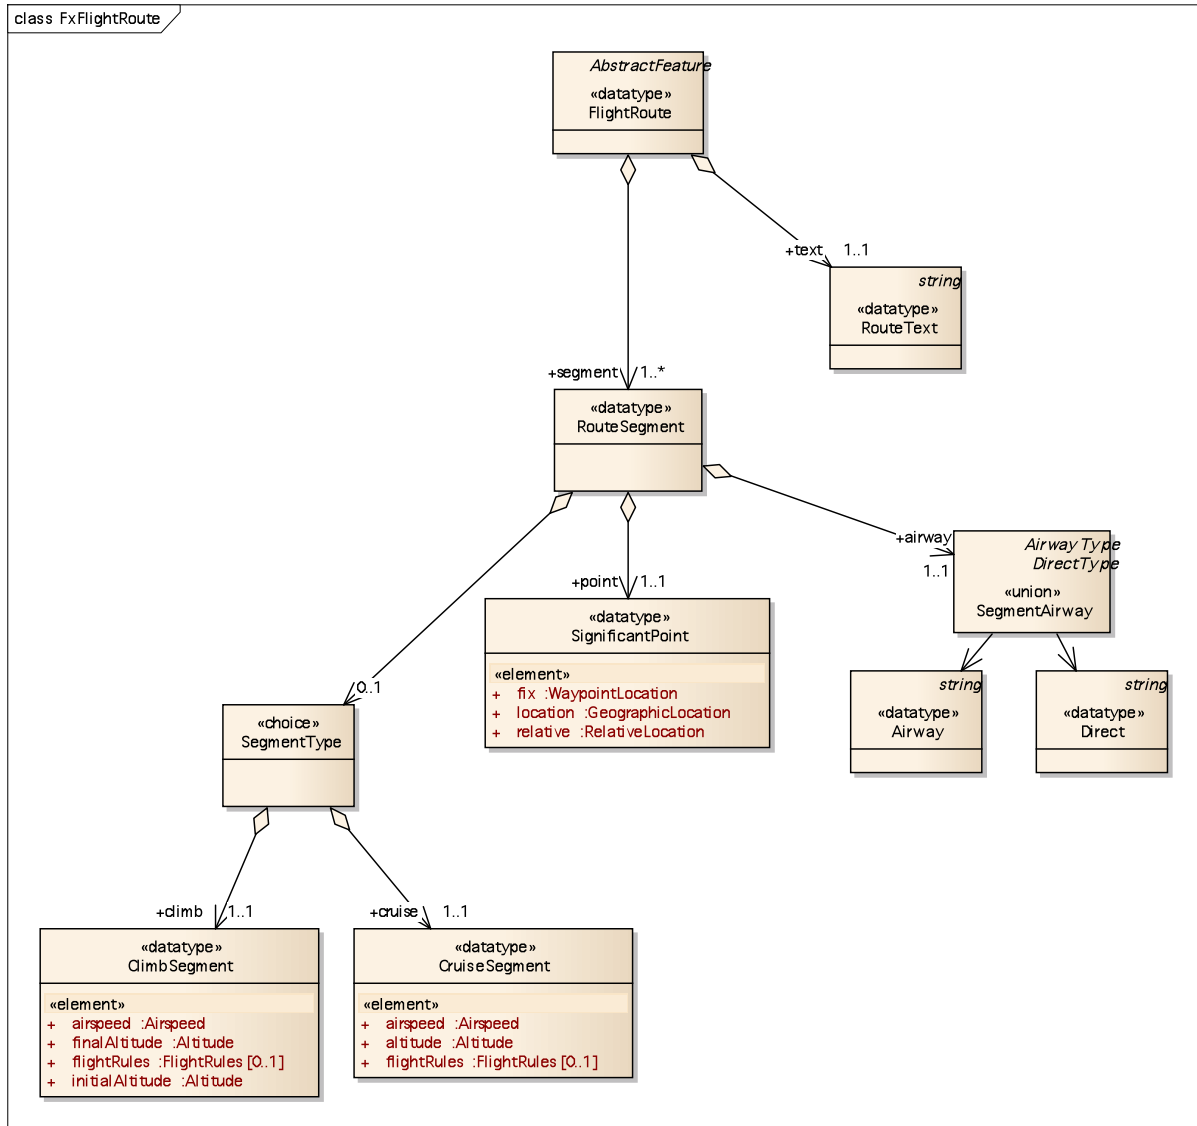 class FxFlightRoute
AbstractFeature
«datatype»
FlightRoute
+text 1..1
string
«datatype»
RouteText
+segment 1..*
«datatype»
RouteSegment
+airway
1..1
AirwayType
DirectType
«union»
SegmentAirway
+point 1..1
«datatype»
SignificantPoint
«element»
+ fix :WaypointLocation
+ location :GeographicLocation
+ relative :RelativeLocation
string
«datatype»
Airway
string
«datatype»
Direct
0..1
«choice»
SegmentType
+climb 1..1
+cruise 1..1
«datatype»
ClimbSegment
«element»
+ airspeed :Airspeed
+ finalAltitude :Altitude
+ flightRules :FlightRules [0..1]
+ initialAltitude :Altitude
«datatype»
CruiseSegment
«element»
+ airspeed :Airspeed
+ altitude :Altitude
+ flightRules :FlightRules [0..1]